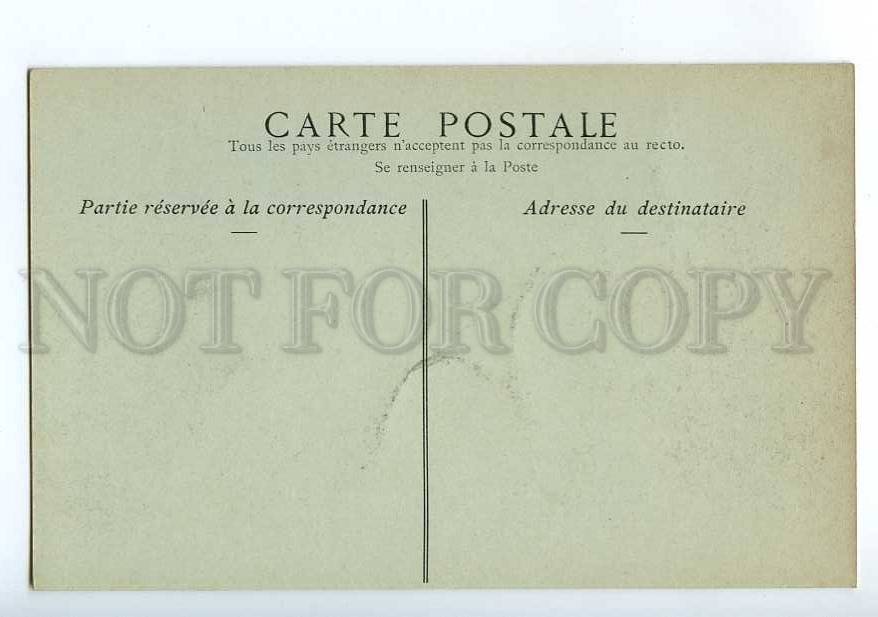 CARTE POSTALE
Tous les pays étrangers n'acceptent pas la correspondance au recto.
Se renseigner à la Poste
Partie réservée à la correspondance
Adresse du destinataire
NOT FOR COPY